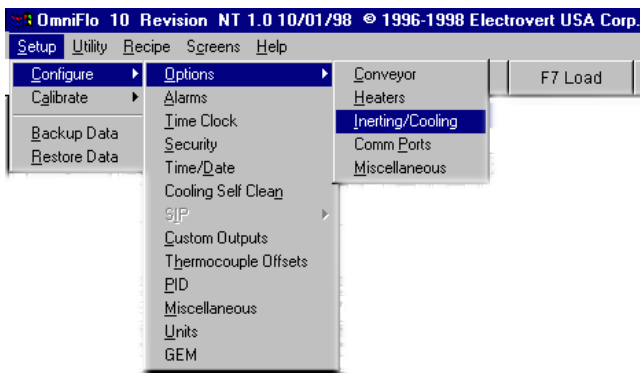 OmniFlo 10 Revision NT 1.0 10/01/98 © 1996-1998 Electrovert USA Corp.
Setup Utility Recipe Screens Help
F7 Load
Configure
Calibrate
Backup Data
Restore Data
Options
Alarms
Time Clock
Security
Time/Date
Cooling Self Clean
SIP
Custom Outputs
Thermocouple Offsets
PID
Miscellaneous
Units
GEM
Conveyor
Heaters
Inerting/Cooling
Comm Ports
Miscellaneous